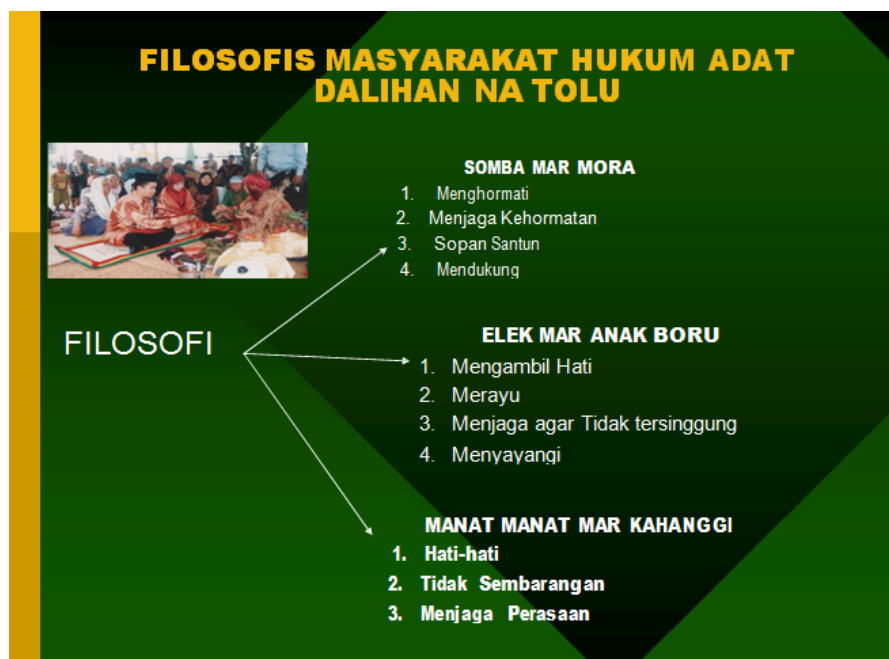 FILOSOFIS MASYARAKAT HUKUM ADAT
DALIHAN NA TOLU
SOMBA MAR MORA
1. Menghormati
2. Menjaga Kehormatan
3. Sopan Santun
4. Mendukung
FILOSOFI
ELEK MAR ANAK BORU
1. Mengambil Hati
2. Merayu
3. Menjaga agar Tidak tersinggung
4. Menyayangi
MANAT MANAT MAR KAHANGGI
1. Hati-hati
2. Tidak Sembarangan
3. Menjaga Perasaan